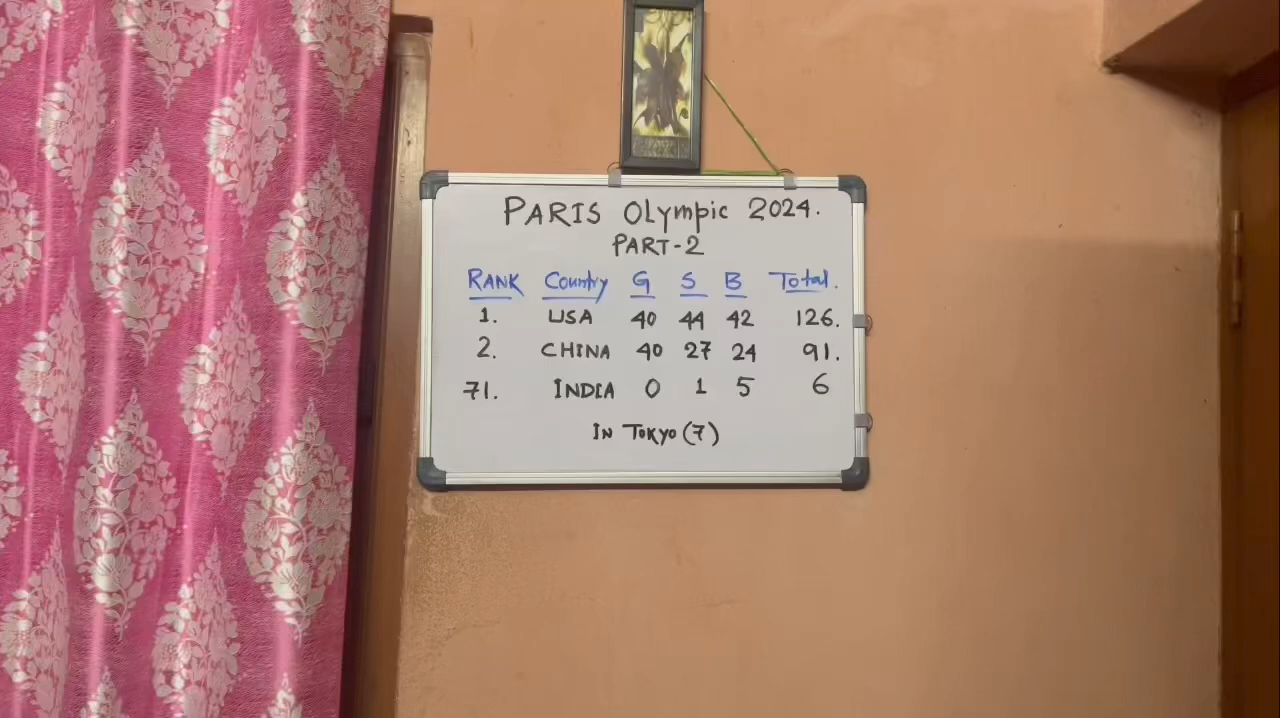 PARIS Olympic 2024.
PART-2
RANK Country G S B Total.
1. USA 40 44 42 126.
2. CHINA 40 27 24 91.
71. INDIA 0 1 5 6
IN TOKYO (7)